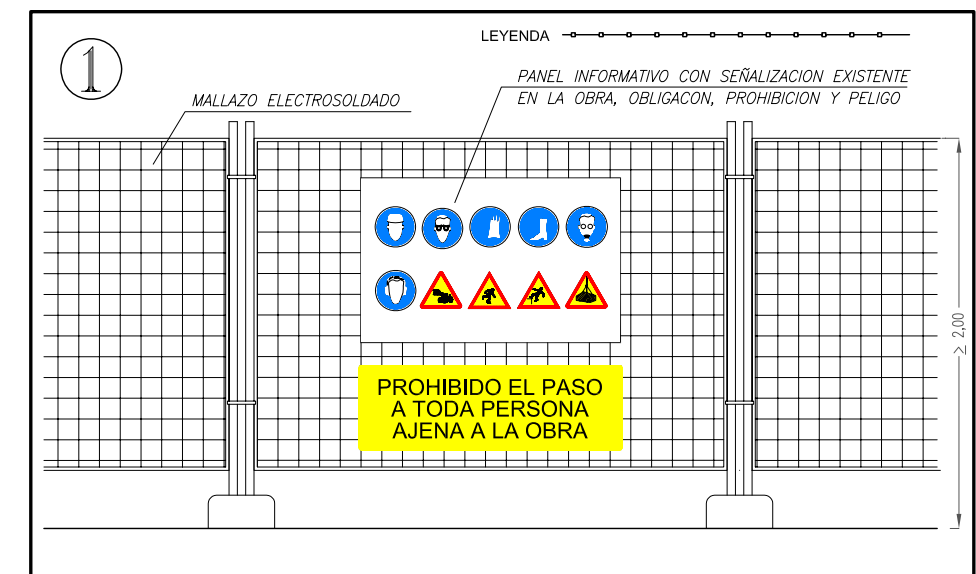 1
LEYENDA
PANEL INFORMATIVO CON SEÑALIZACION EXISTENTE
EN LA OBRA, OBLIGACON, PROHIBICION Y PELIGO
MALLAZO ELECTROSOLDADO
PROHIBIDO EL PASO
A TODA PERSONA
AJENA A LA OBRA
≥ 2,00